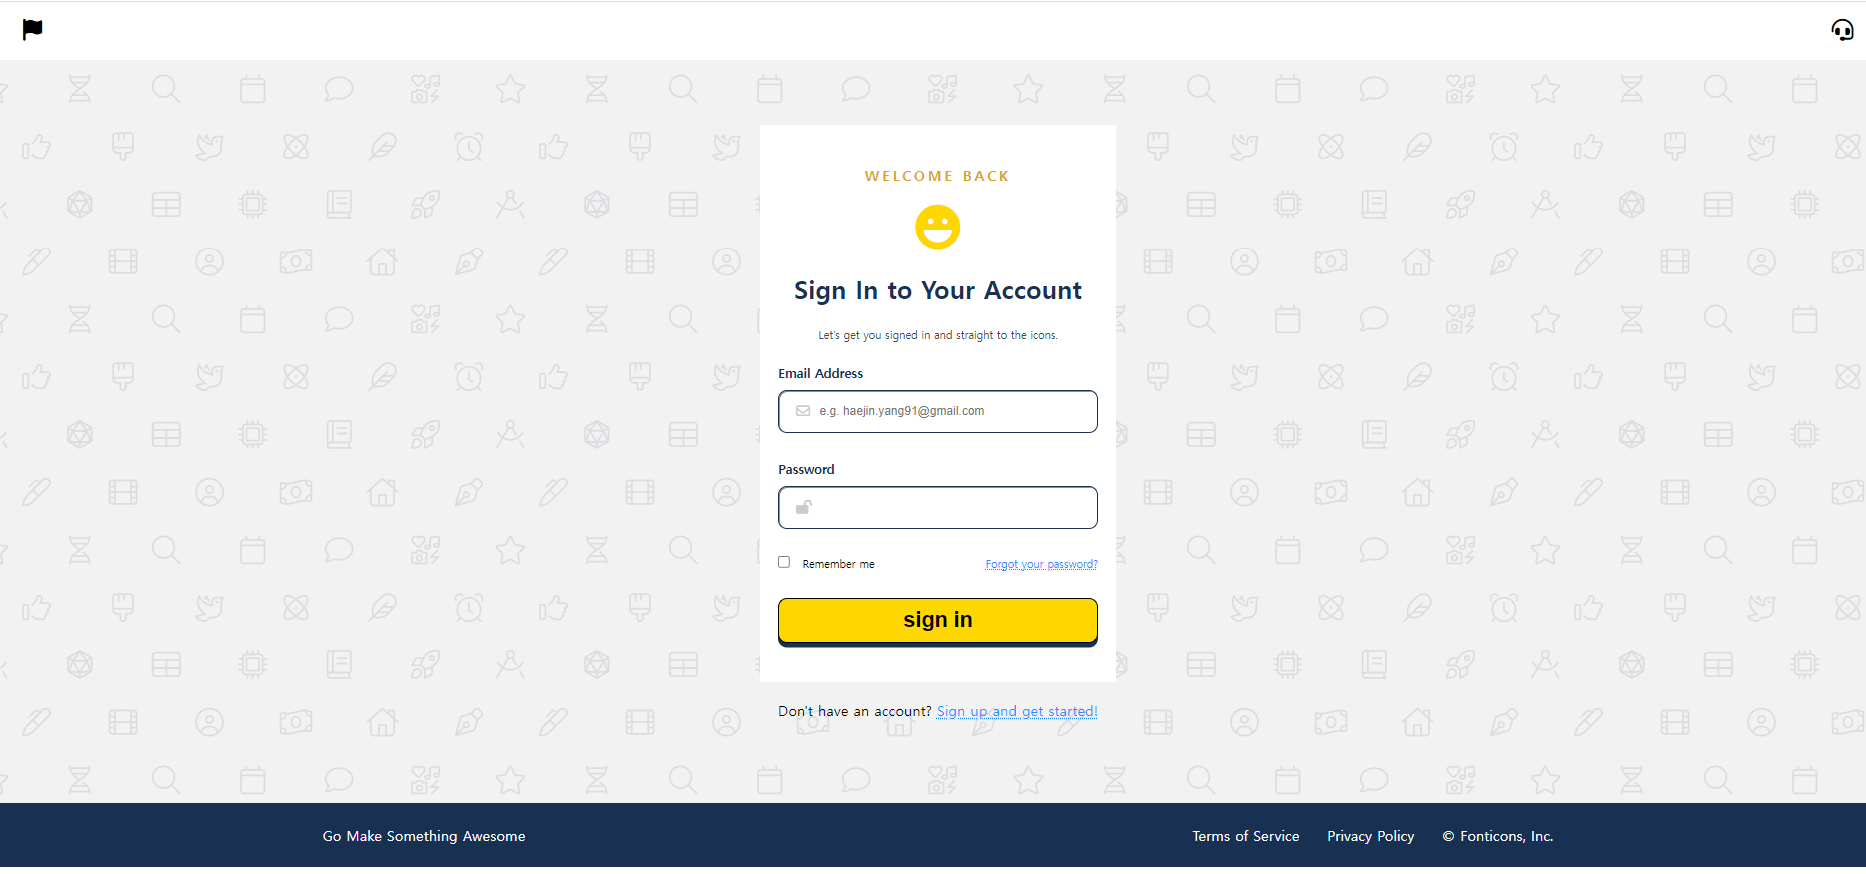 WELCOME BACK
Sign In to Your Account
Let's get you signed in and straight to the icons.
Email Address
e.g. haejin.yang91@gmail.com
Password
Remember me
Forgot your password?
sign in
Don't have an account? Sign up and get started!
Go Make Something Awesome
Terms of Service
Privacy Policy
© Fonticons, Inc.